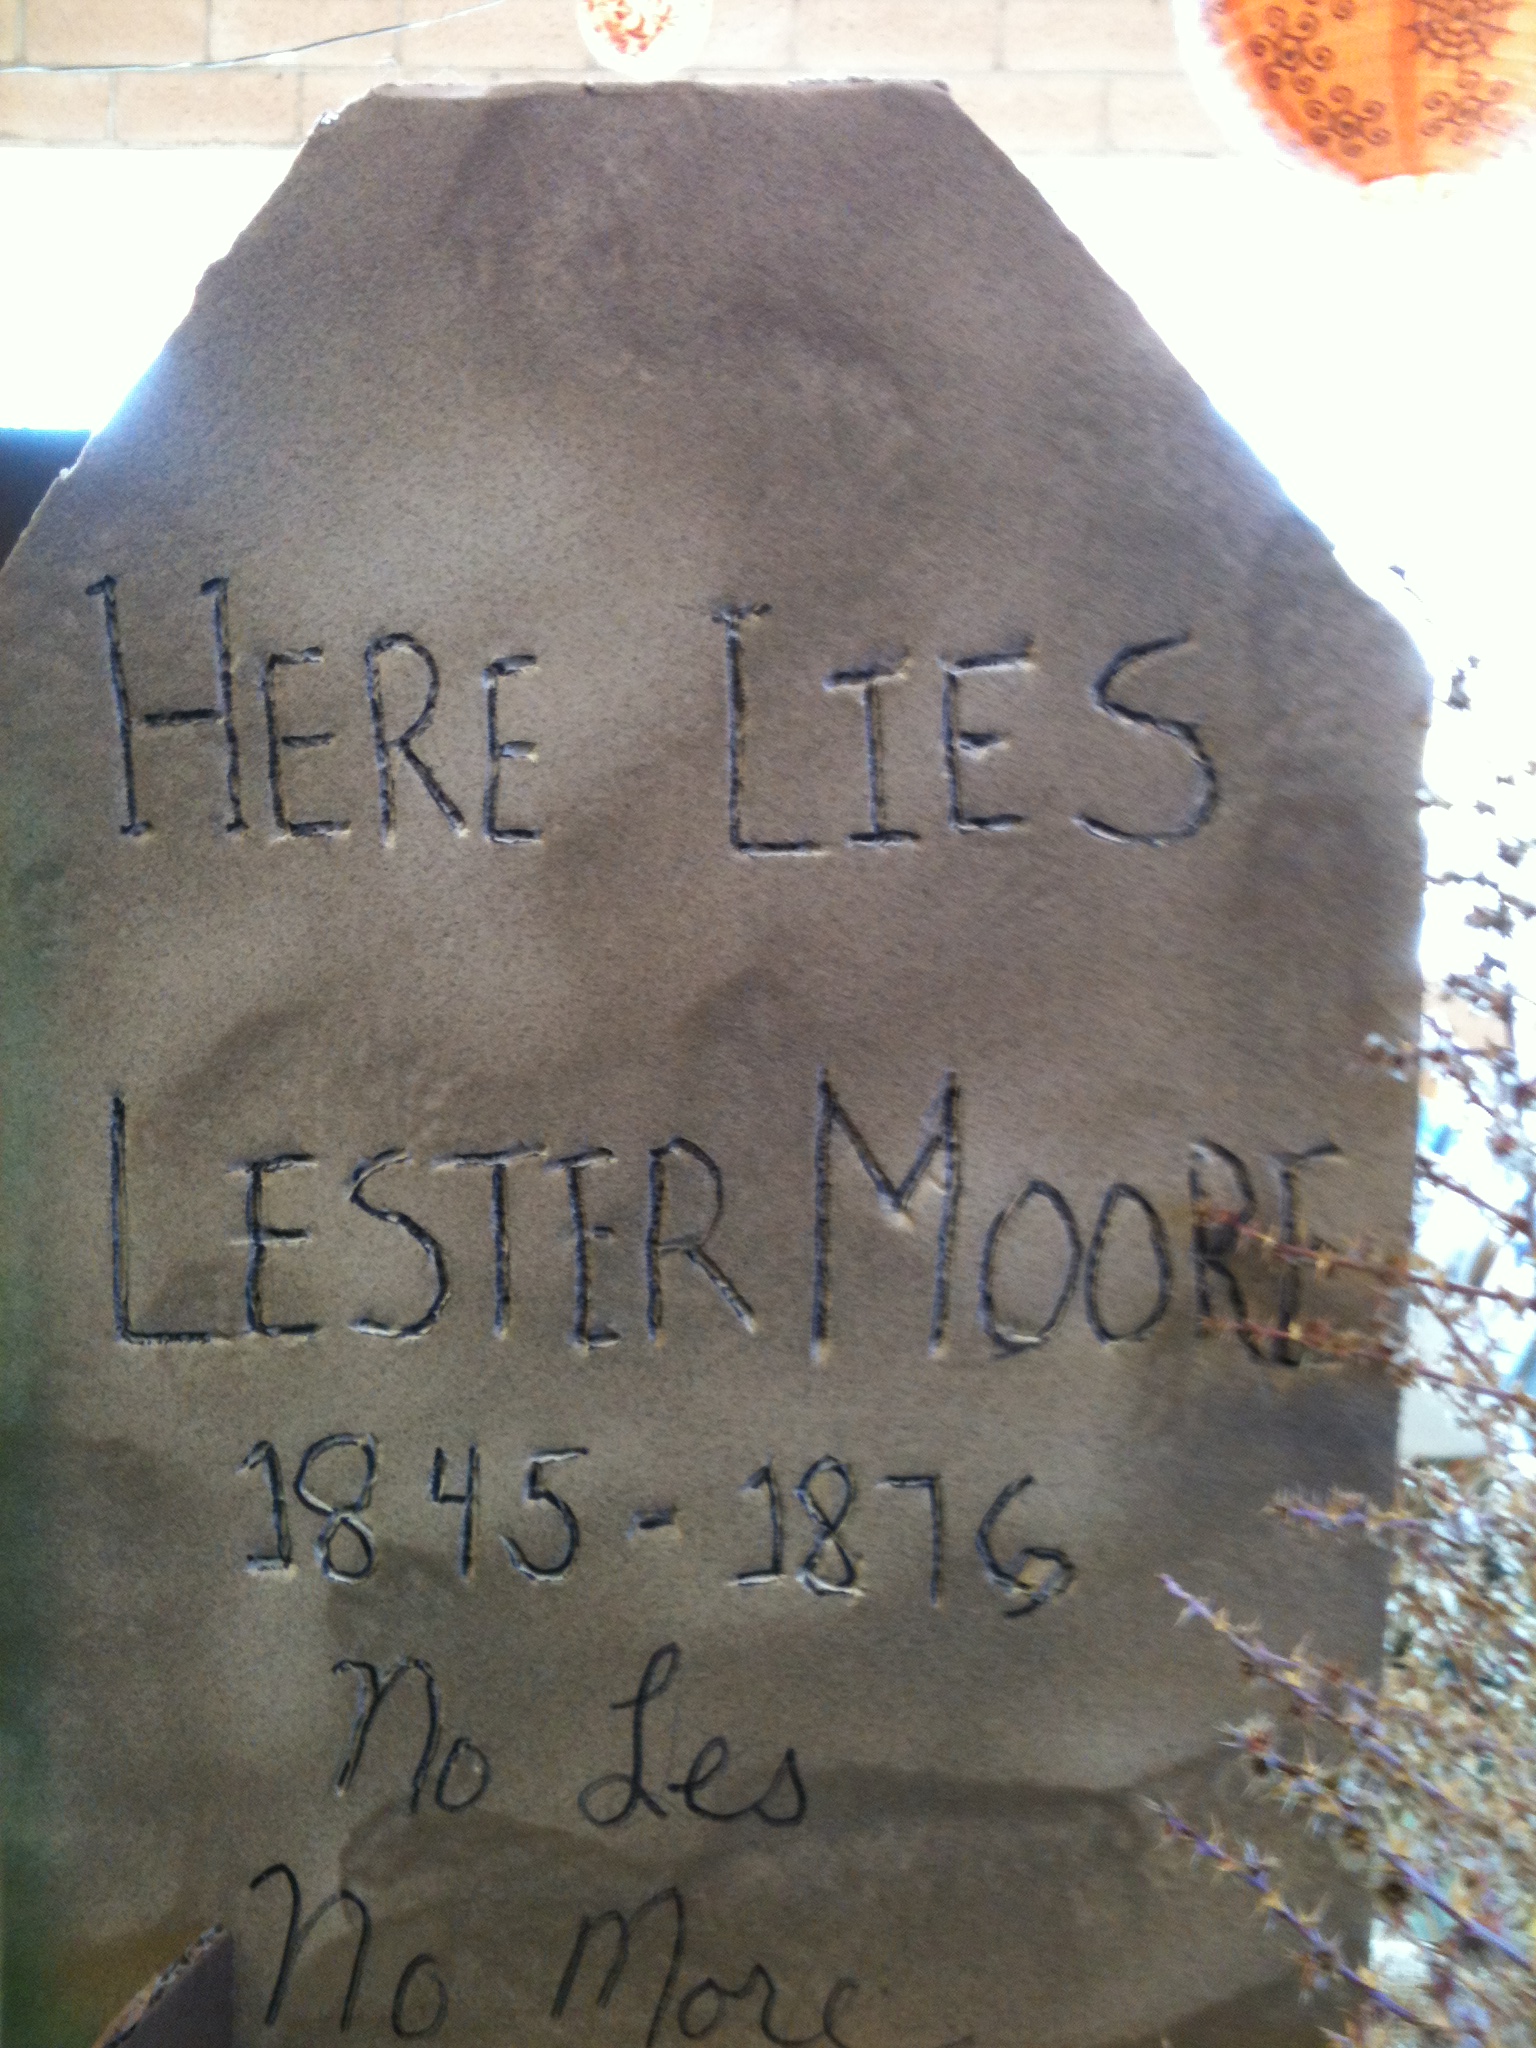 HERE LIES
LESTER MOORE
1845-1876
No Les
No More